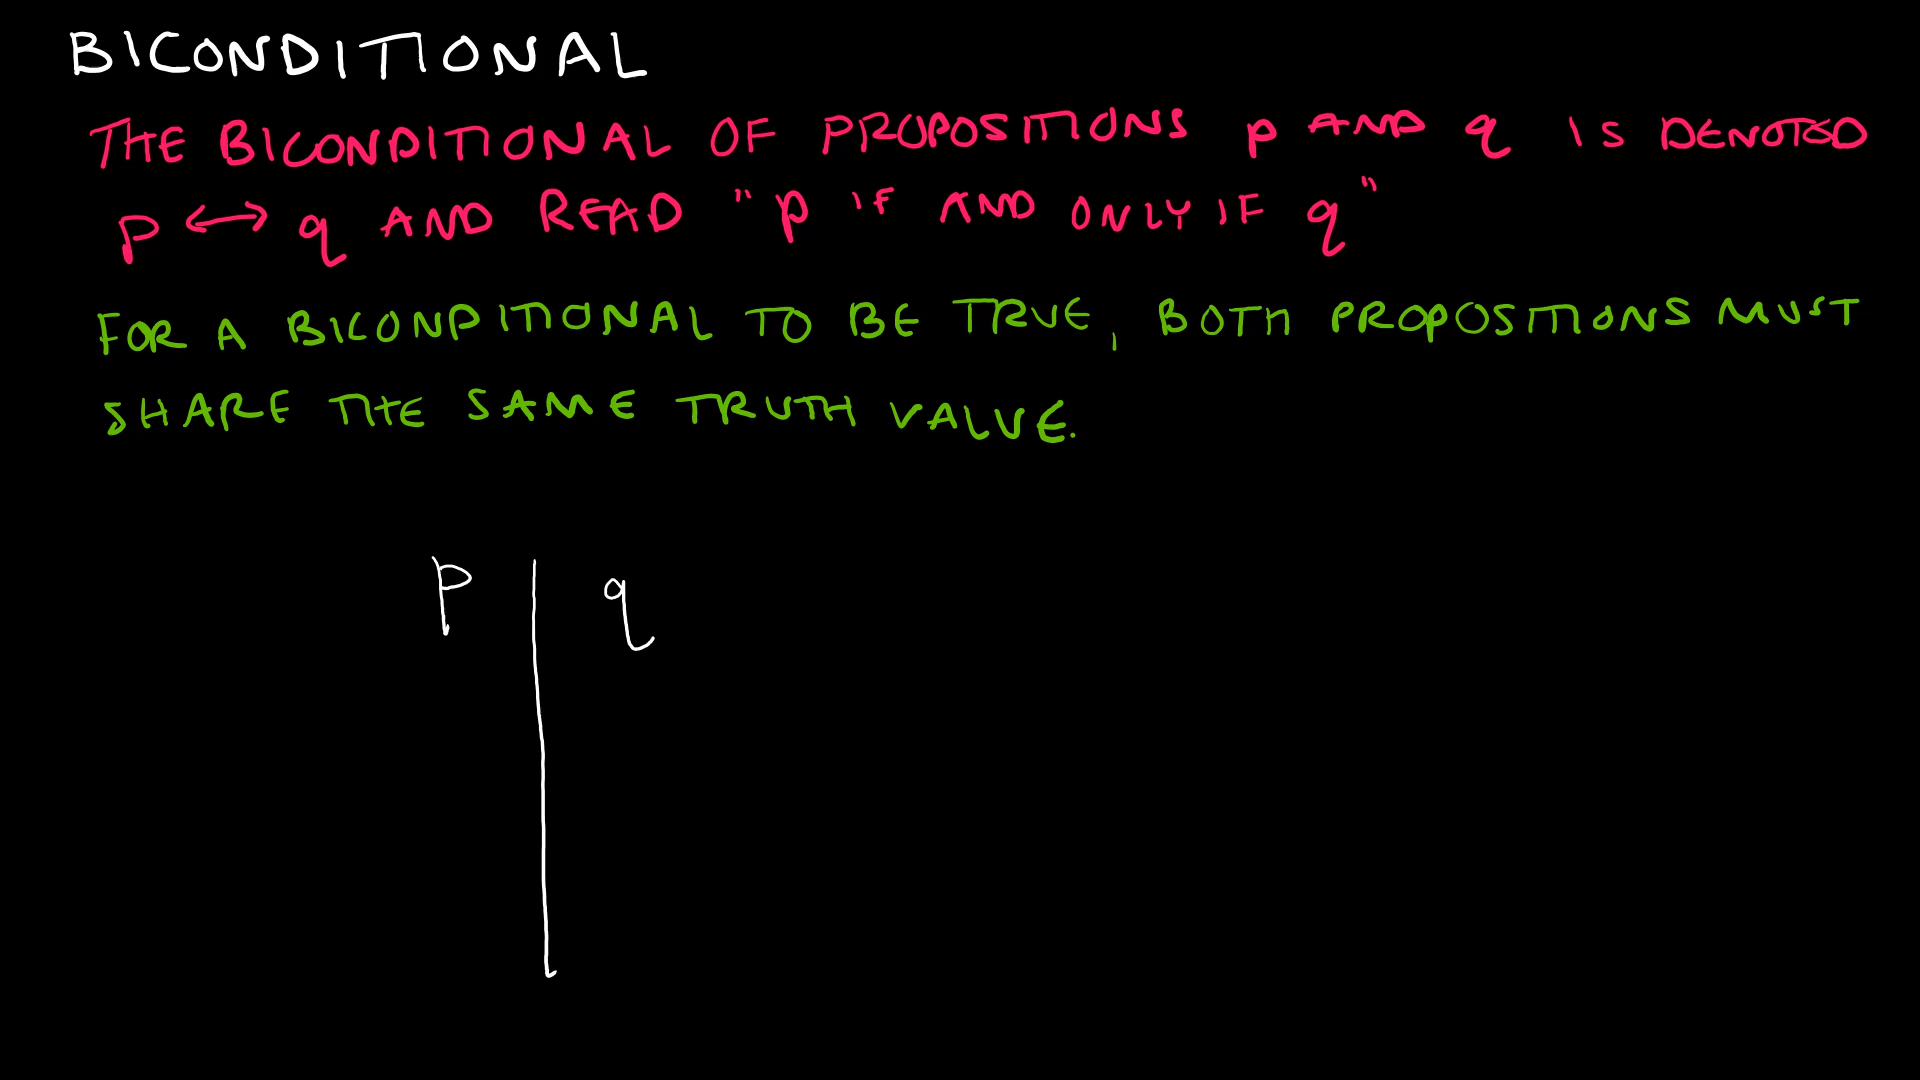 BICONDITIONAL
THE BICONDITIONAL OF PROPOSITIONS p AND q IS DENOTED
p ↔ q AND READ "p IF AND ONLY IF q"
FOR A BICONDITIONAL TO BE TRUE, BOTH PROPOSITIONS MUST
SHARE THE SAME TRUTH VALUE.
p | q